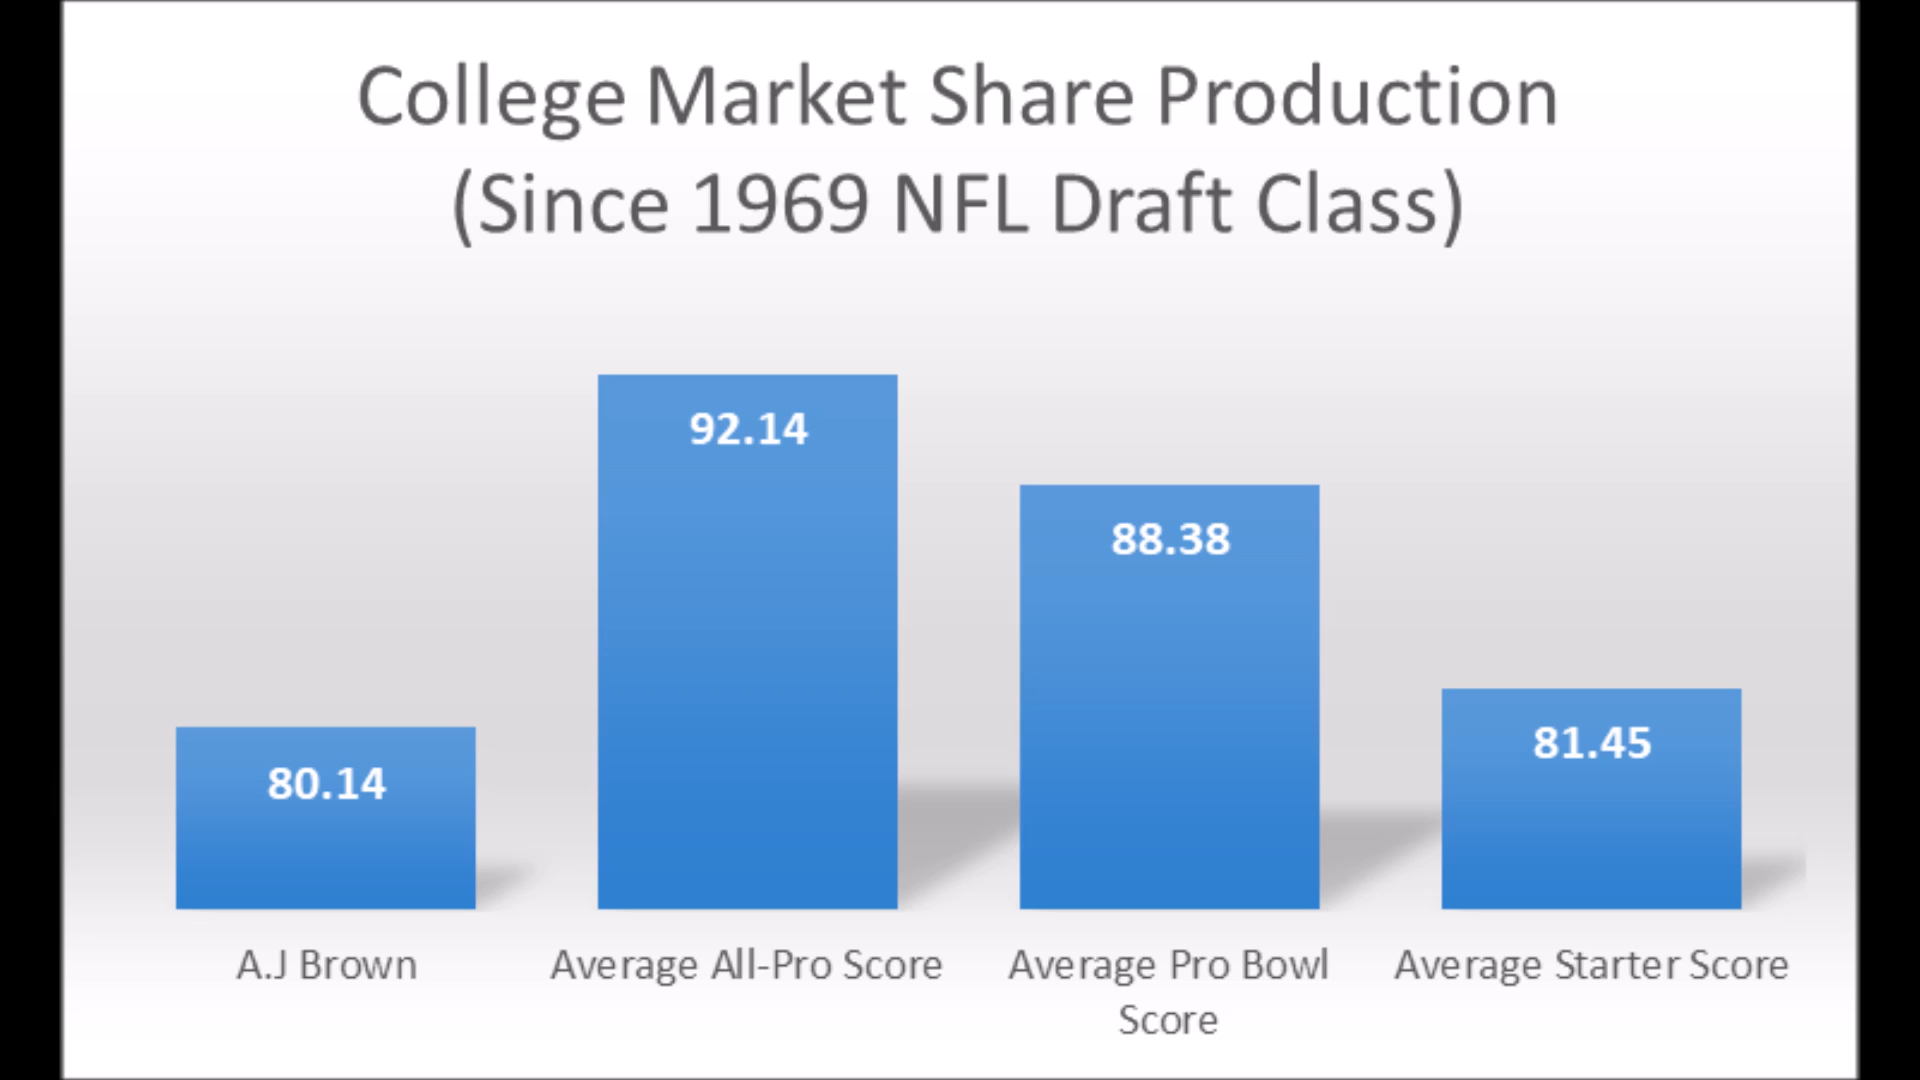 College Market Share Production
(Since 1969 NFL Draft Class)
80.14
92.14
88.38
81.45
A.J Brown
Average All-Pro Score
Average Pro Bowl
Score
Average Starter Score